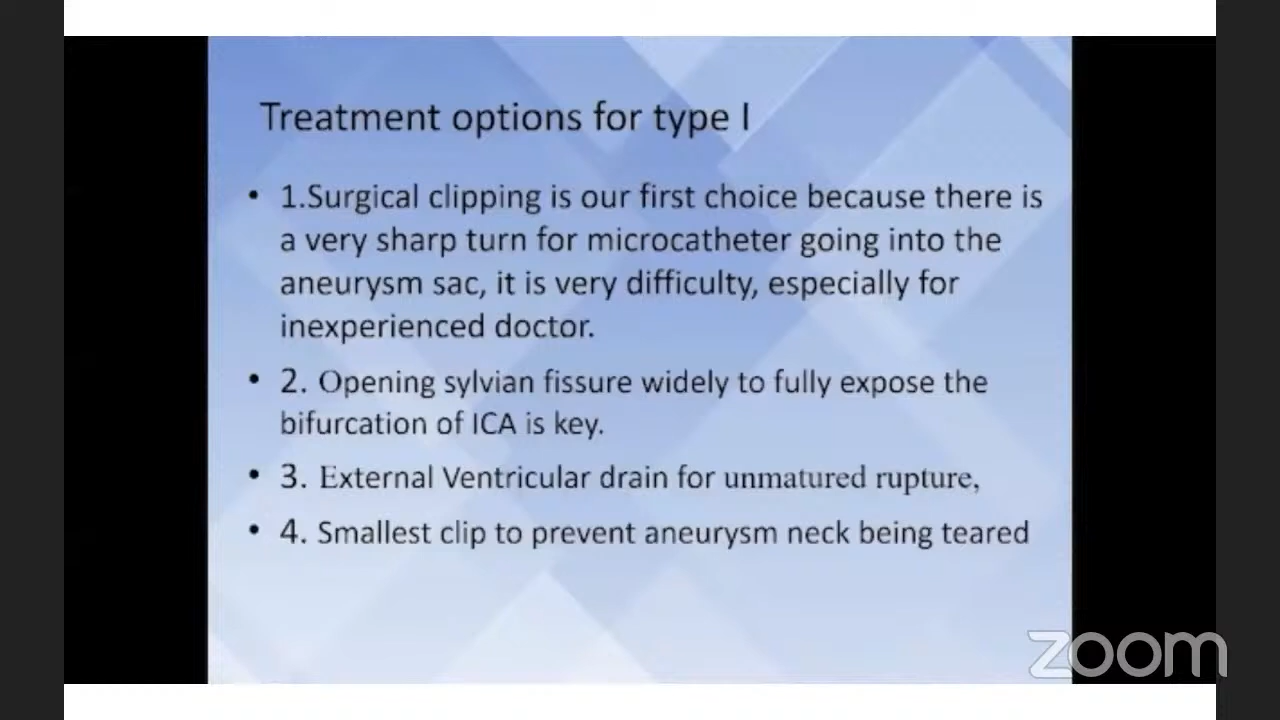 Treatment options for type I
• 1.Surgical clipping is our first choice because there is
a very sharp turn for microcatheter going into the
aneurysm sac, it is very difficulty, especially for
inexperienced doctor.
• 2. Opening sylvian fissure widely to fully expose the
bifurcation of ICA is key.
• 3. External Ventricular drain for unmatured rupture,
• 4. Smallest clip to prevent aneurysm neck being teared
zoom